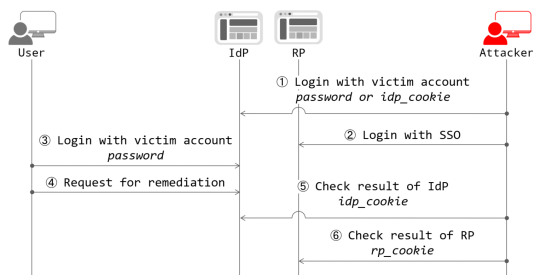 User
IdP
RP
Attacker
① Login with victim account
password or idp_cookie
② Login with SSO
③ Login with victim account
password
④ Request for remediation
⑤ Check result of IdP
idp_cookie
⑥ Check result of RP
rp_cookie